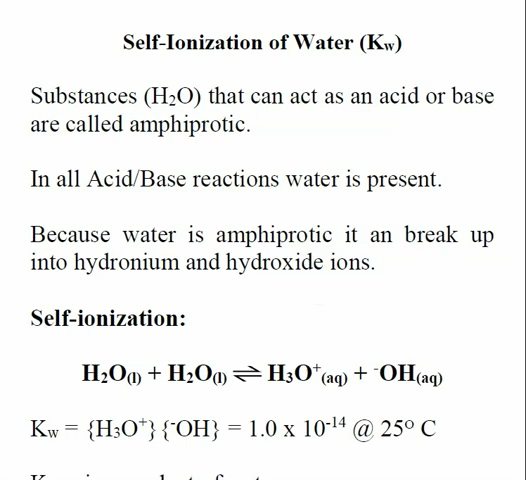 Self-Ionization of Water (Kw)
Substances (H₂O) that can act as an acid or base
are called amphiprotic.
In all Acid/Base reactions water is present.
Because water is amphiprotic it an break up
into hydronium and hydroxide ions.
Self-ionization:
H₂O(l) + H₂O(l) ⇌ H₃O⁺(aq) + ⁻OH(aq)
Kw = {H₃O⁺}{⁻OH} = 1.0 x 10⁻¹⁴ @ 25° C